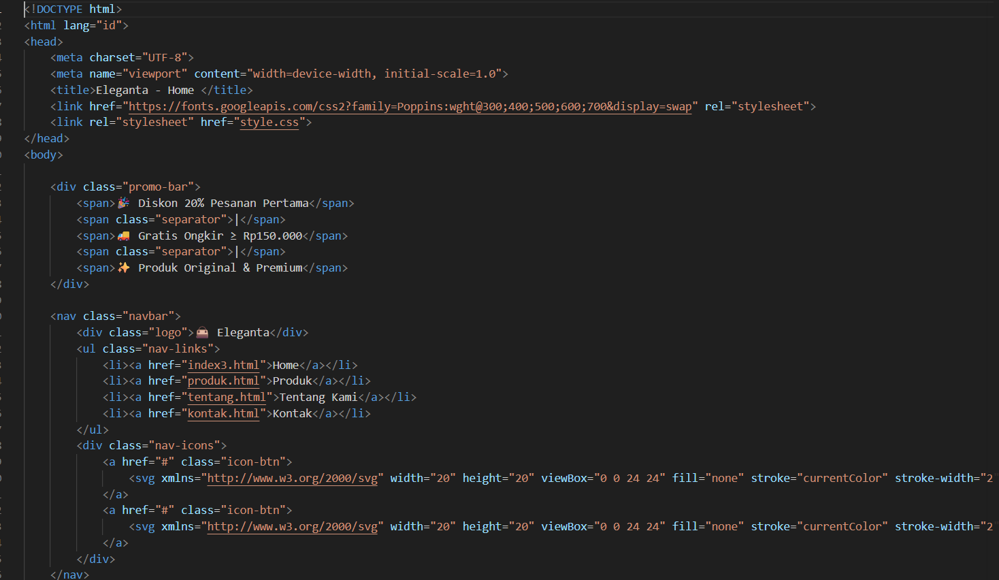 <!DOCTYPE html>
<html lang="id">
<head>
    <meta charset="UTF-8">
    <meta name="viewport" content="width=device-width, initial-scale=1.0">
    <title>Eleganta - Home </title>
    <link href="https://fonts.googleapis.com/css2?family=Poppins:wght@300;400;500;600;700&display=swap" rel="stylesheet">
    <link rel="stylesheet" href="style.css">
</head>
<body>
    <div class="promo-bar">
        <span>🎉 Diskon 20% Pesanan Pertama</span>
        <span class="separator">|</span>
        <span>🚚 Gratis Ongkir ≥ Rp150.000</span>
        <span class="separator">|</span>
        <span>✨ Produk Original & Premium</span>
    </div>
    <nav class="navbar">
        <div class="logo">👜 Eleganta</div>
        <ul class="nav-links">
            <li><a href="index3.html">Home</a></li>
            <li><a href="produk.html">Produk</a></li>
            <li><a href="tentang.html">Tentang Kami</a></li>
            <li><a href="kontak.html">Kontak</a></li>
        </ul>
        <div class="nav-icons">
            <a href="#" class="icon-btn">
                <svg xmlns="http://www.w3.org/2000/svg" width="20" height="20" viewBox="0 0 24 24" fill="none" stroke="currentColor" stroke-width="2
            </a>
            <a href="#" class="icon-btn">
                <svg xmlns="http://www.w3.org/2000/svg" width="20" height="20" viewBox="0 0 24 24" fill="none" stroke="currentColor" stroke-width="2
            </a>
        </div>
    </nav>